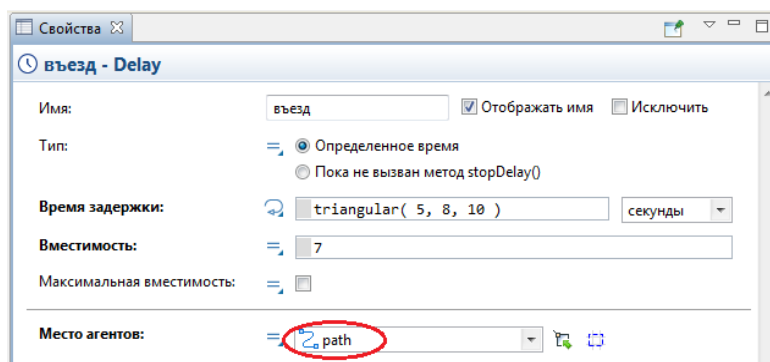 Свойства
въезд - Delay
Имя: въезд Отображать имя Исключить
Тип: Определенное время
Пока не вызван метод stopDelay()
Время задержки: triangular( 5, 8, 10 ) секунды
Вместимость: 7
Максимальная вместимость:
Место агентов: path